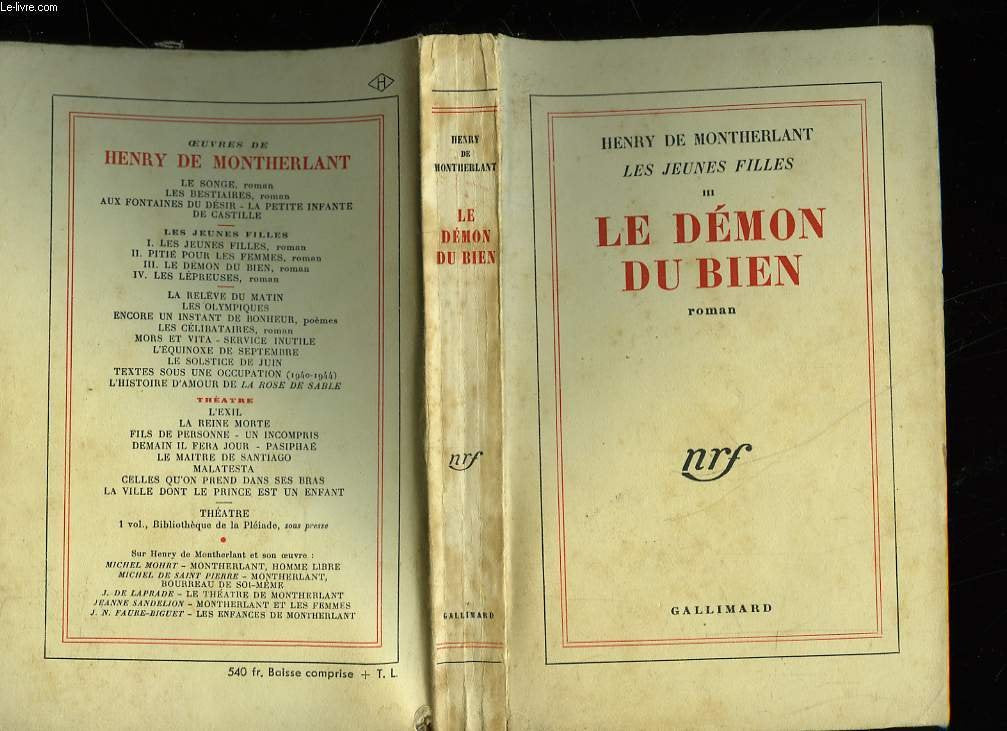 Le-livre.com
H
ŒUVRES DE
HENRY DE MONTHERLANT
LE SONGE, roman
LES BESTIAIRES, roman
AUX FONTAINES DU DÉSIR - LA PETITE INFANTE
DE CASTILLE
LES JEUNES FILLES
I. LES JEUNES FILLES, roman
II. PITIÉ POUR LES FEMMES, roman
III. LE DEMON DU BIEN, roman
IV. LES LÉPREUSES, roman
LA RELÈVE DU MATIN
LES OLYMPIQUES
ENCORE UN INSTANT DE BONHEUR, poèmes
LES CÉLIBATAIRES, roman
MORS ET VITA - SERVICE INUTILE
L'ÉQUINOXE DE SEPTEMBRE
LE SOLSTICE DE JUIN
TEXTES SOUS UNE OCCUPATION (1940-1944)
L'HISTOIRE D'AMOUR DE LA ROSE DE SABLE
THÉATRE
L'EXIL
LA REINE MORTE
FILS DE PERSONNE - UN INCOMPRIS
DEMAIN IL FERA JOUR - PASIPHAÉ
LE MAITRE DE SANTIAGO
MALATESTA
CELLES QU'ON PREND DANS SES BRAS
LA VILLE DONT LE PRINCE EST UN ENFANT
THÉATRE
1 vol., Bibliothèque de la Pléiade, sous presse
Sur Henry de Montherlant et son œuvre :
MICHEL MOHRT - MONTHERLANT, HOMME LIBRE
MICHEL DE SAINT PIERRE - MONTHERLANT,
BOURREAU DE SOI-MÊME
J. DE LAPRADE - LE THÉATRE DE MONTHERLANT
JEANNE SANDELION - MONTHERLANT ET LES FEMMES
J. N. FAURE-BIGUET - LES ENFANCES DE MONTHERLANT
540 fr. Baisse comprise + T. L.
HENRY
DE
MONTHERLANT
LE
DÉMON
DU BIEN
nrf
GALLIMARD
HENRY DE MONTHERLANT
LES JEUNES FILLES
III
LE DÉMON
DU BIEN
roman
nrf
GALLIMARD